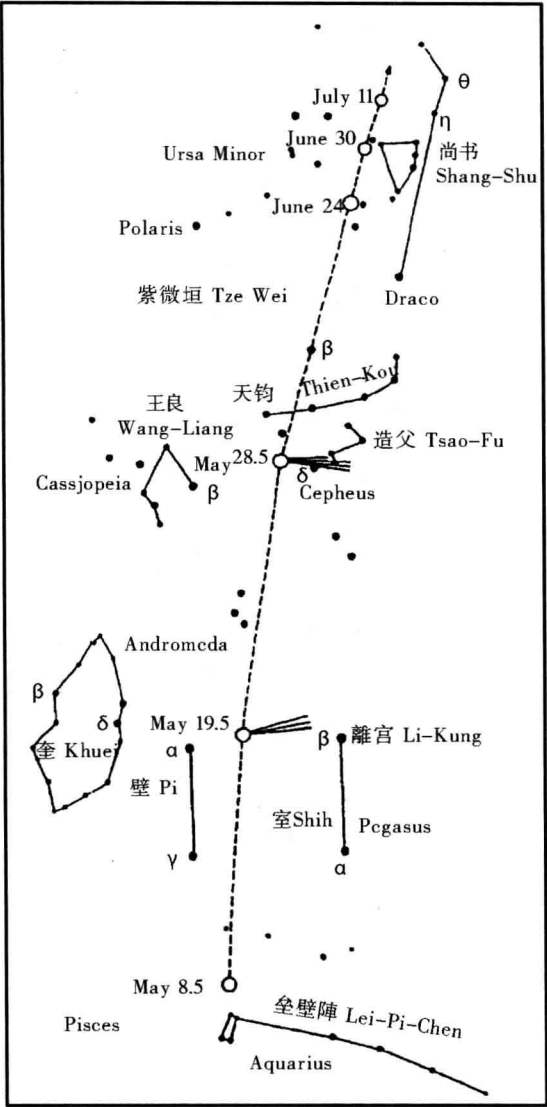 θ
July 11
η
June 30
Ursa Minor
尚书
Shang-Shu
June 24
Polaris
紫微垣 Tze Wei
Draco
β
天钧
Thien-Kou
王良
Wang-Liang
造父 Tsao-Fu
May 28.5
Cassjopeia
β
δ
Cepheus
Andromcda
β
δ
May 19.5
β
離宫 Li-Kung
奎 Khuei
α
壁 Pi
室Shih
Pcgasus
γ
α
May 8.5
垒壁陣 Lei-Pi-Chen
Pisces
Aquarius